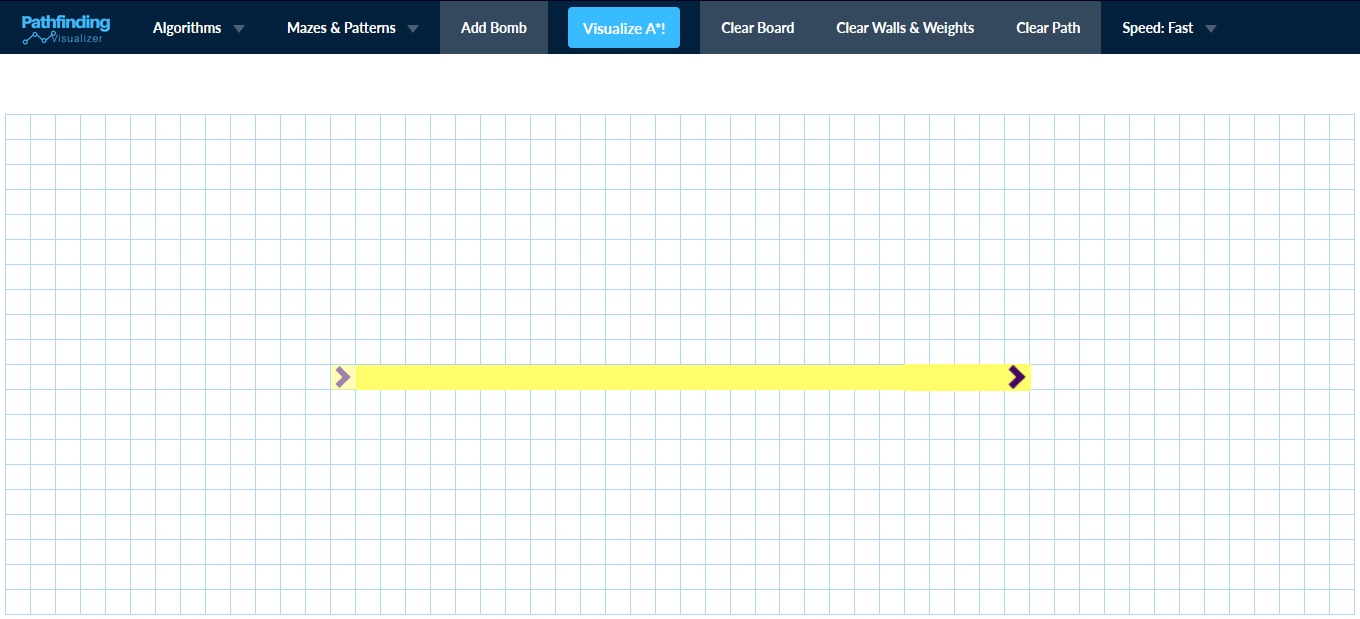 Pathfinding
Visualizer
Algorithms
Mazes & Patterns
Add Bomb
Visualize A*!
Clear Board
Clear Walls & Weights
Clear Path
Speed: Fast